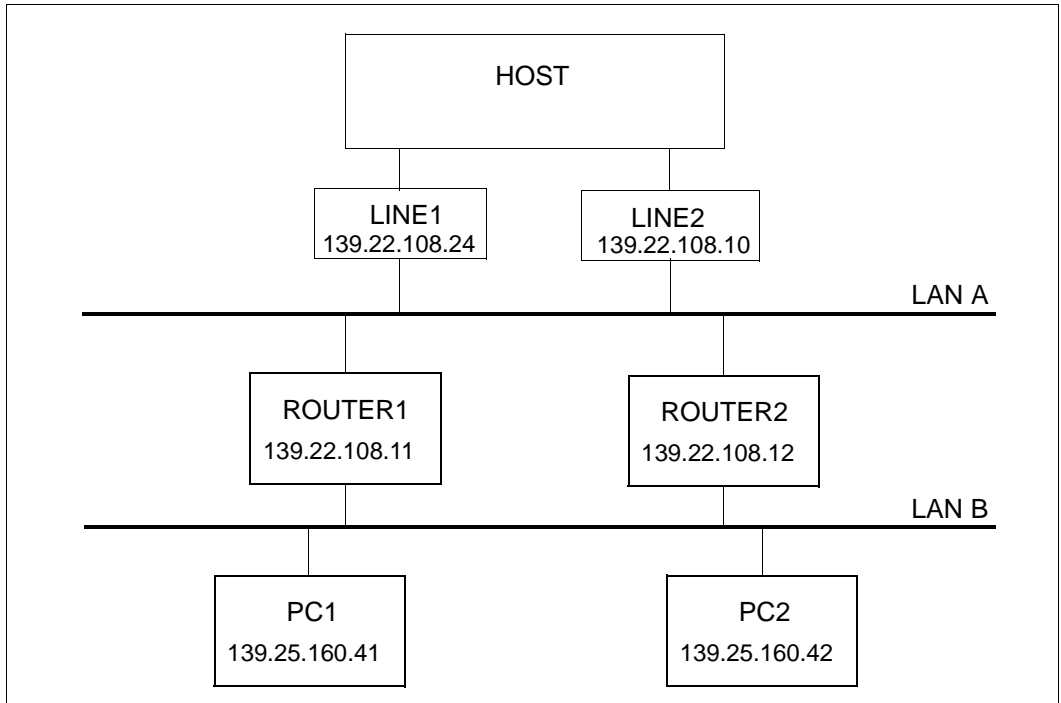 HOST
LINE1
139.22.108.24
LINE2
139.22.108.10
LAN A
ROUTER1
139.22.108.11
ROUTER2
139.22.108.12
LAN B
PC1
139.25.160.41
PC2
139.25.160.42